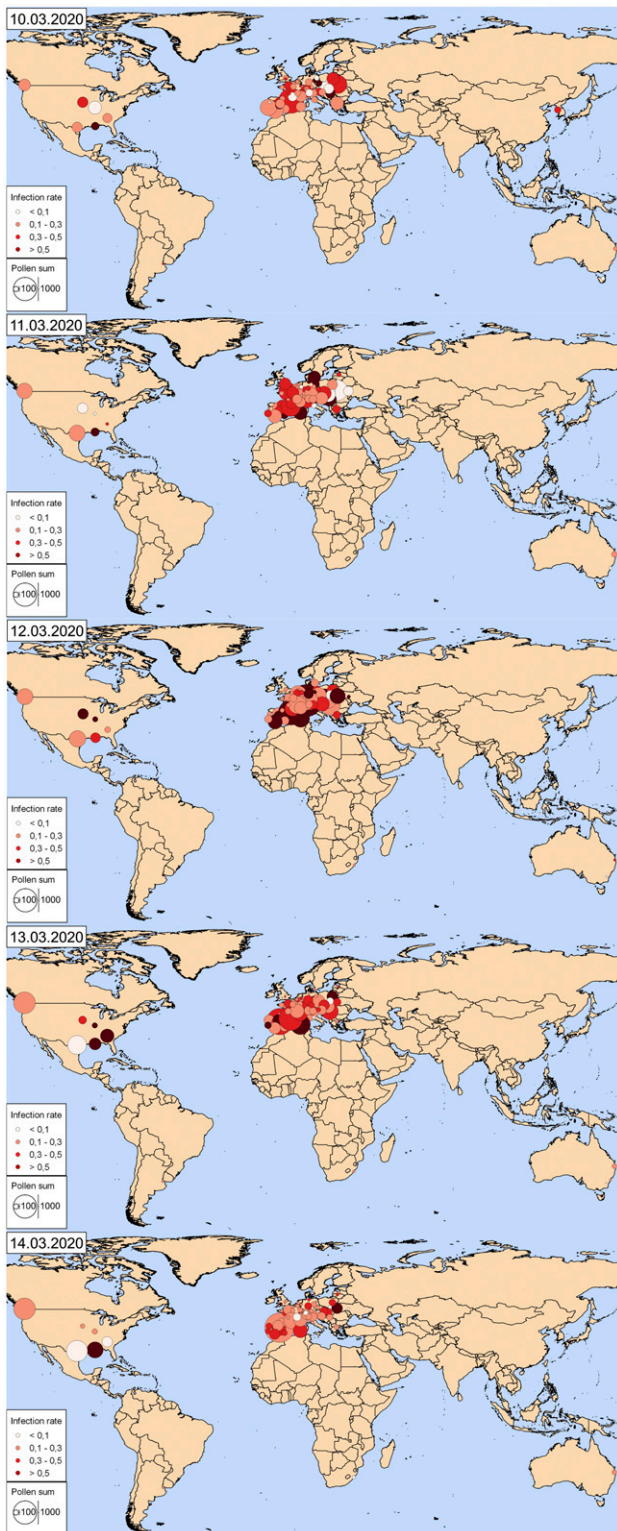 10.03.2020
Infection rate
< 0,1
0,1 - 0,3
0,3 - 0,5
> 0,5
Pollen sum
100 1000
11.03.2020
Infection rate
< 0,1
0,1 - 0,3
0,3 - 0,5
> 0,5
Pollen sum
100 1000
12.03.2020
Infection rate
< 0,1
0,1 - 0,3
0,3 - 0,5
> 0,5
Pollen sum
100 1000
13.03.2020
Infection rate
< 0,1
0,1 - 0,3
0,3 - 0,5
> 0,5
Pollen sum
100 1000
14.03.2020
Infection rate
< 0,1
0,1 - 0,3
0,3 - 0,5
> 0,5
Pollen sum
100 1000